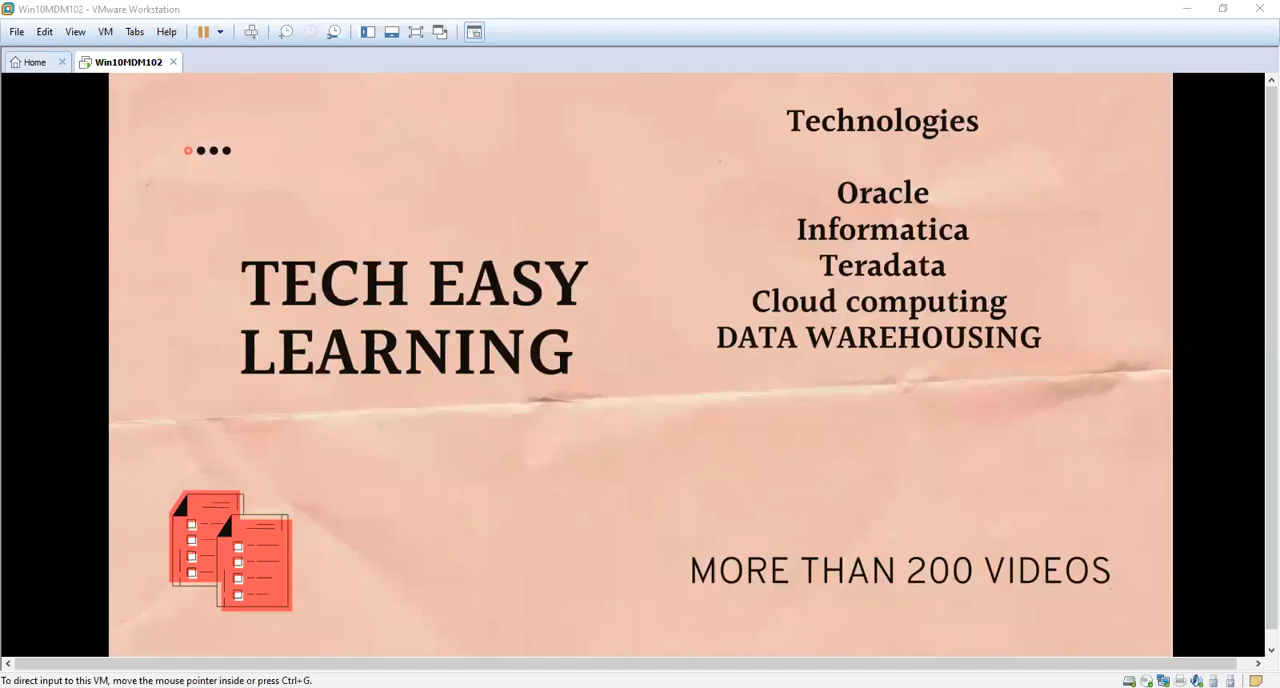 Win10MDM102 - VMware Workstation
File Edit View VM Tabs Help
Home
Win10MDM102
Technologies
Oracle
Informatica
Teradata
Cloud computing
DATA WAREHOUSING
TECH EASY
LEARNING
MORE THAN 200 VIDEOS
To direct input to this VM, move the mouse pointer inside or press Ctrl+G.